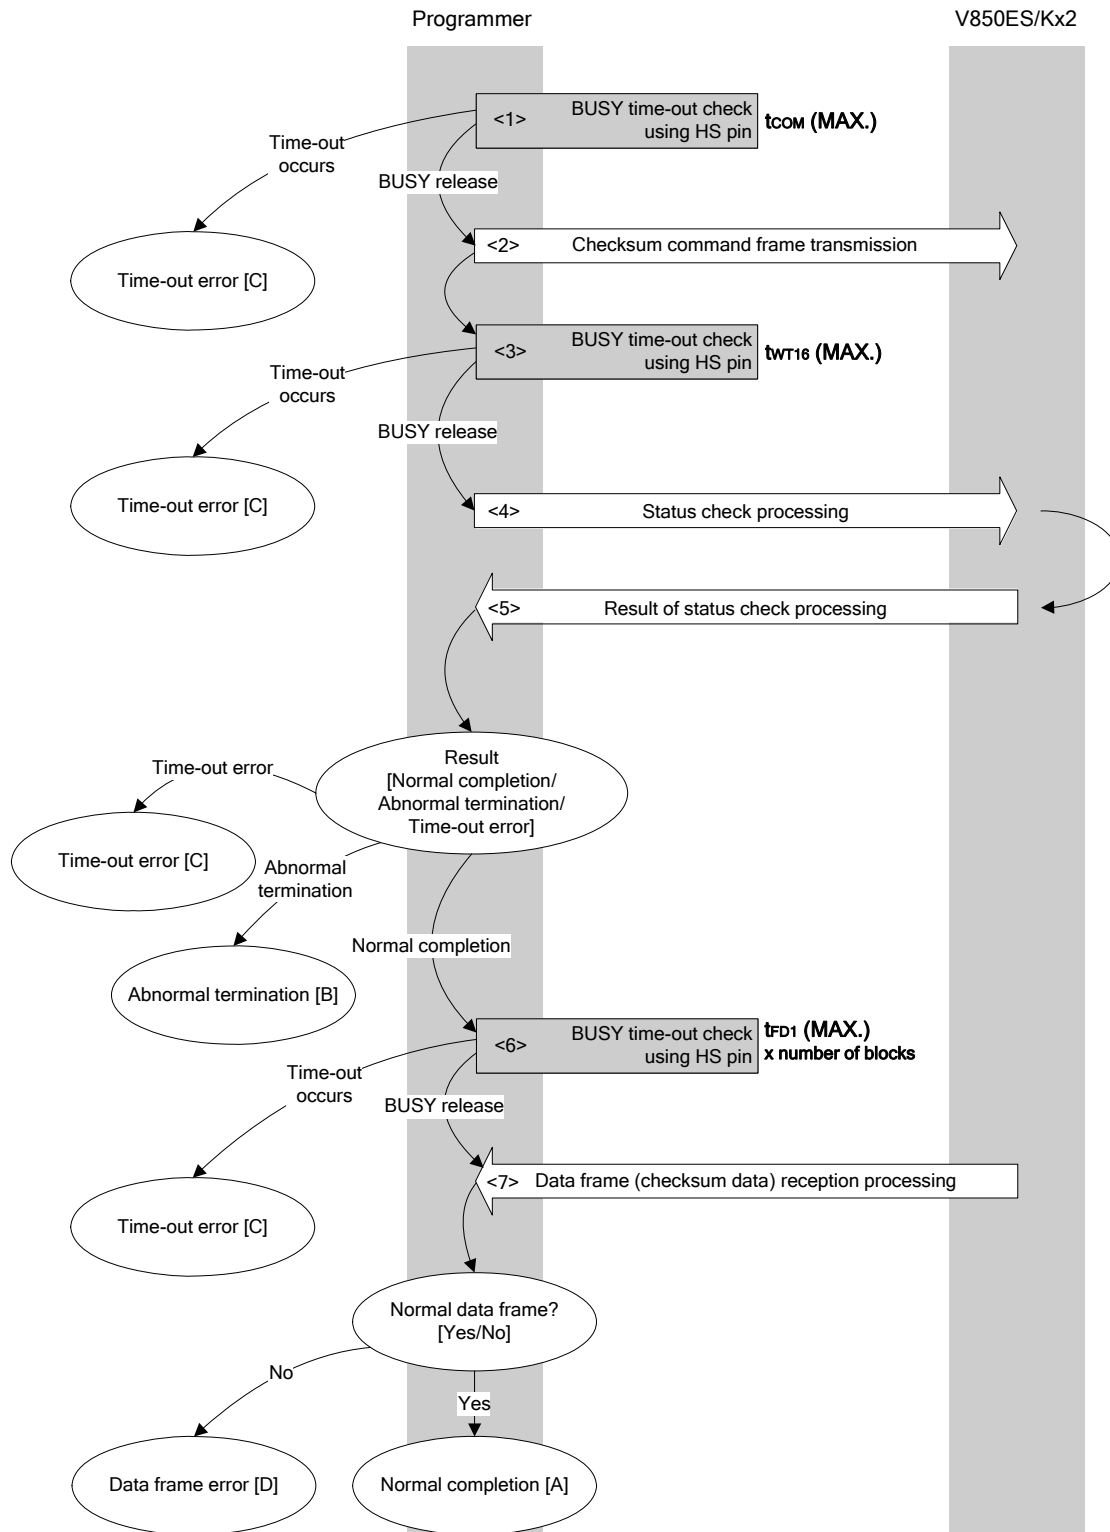 Programmer
V850ES/Kx2
<1>
BUSY time-out check
using HS pin
tCOM (MAX.)
Time-out
occurs
BUSY release
<2>
Checksum command frame transmission
Time-out error [C]
<3>
BUSY time-out check
using HS pin
tWT16 (MAX.)
Time-out
occurs
BUSY release
Time-out error [C]
<4>
Status check processing
<5>
Result of status check processing
Result
[Normal completion/
Abnormal termination/
Time-out error]
Time-out error
Time-out error [C]
Abnormal
termination
Normal completion
Abnormal termination [B]
<6>
BUSY time-out check
using HS pin
tFD1 (MAX.)
x number of blocks
Time-out
occurs
BUSY release
<7>
Data frame (checksum data) reception processing
Time-out error [C]
Normal data frame?
[Yes/No]
No
Yes
Data frame error [D]
Normal completion [A]